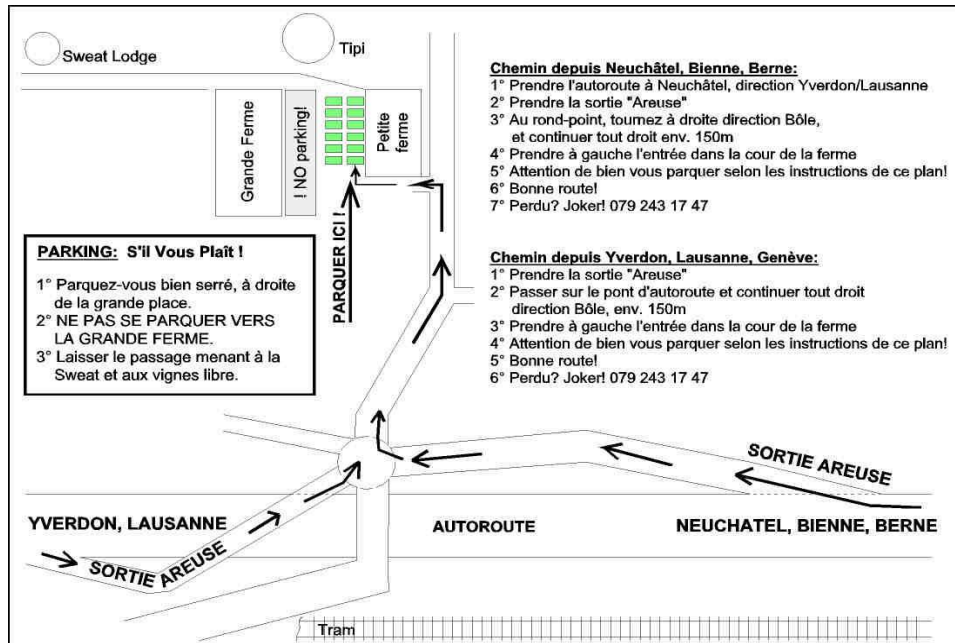 Sweat Lodge
Tipi
Grande Ferme
! NO parking!
Petite
ferme
PARQUER ICI !
Chemin depuis Neuchâtel, Bienne, Berne:
1° Prendre l'autoroute à Neuchâtel, direction Yverdon/Lausanne
2° Prendre la sortie "Areuse"
3° Au rond-point, tournez à droite direction Bôle,
et continuer tout droit env. 150m
4° Prendre à gauche l'entrée dans la cour de la ferme
5° Attention de bien vous parquer selon les instructions de ce plan!
6° Bonne route!
7° Perdu? Joker! 079 243 17 47
Chemin depuis Yverdon, Lausanne, Genève:
1° Prendre la sortie "Areuse"
2° Passer sur le pont d'autoroute et continuer tout droit
direction Bôle, env. 150m
3° Prendre à gauche l'entrée dans la cour de la ferme
4° Attention de bien vous parquer selon les instructions de ce plan!
5° Bonne route!
6° Perdu? Joker! 079 243 17 47
PARKING: S'il Vous Plaît !
1° Parquez-vous bien serré, à droite
de la grande place.
2° NE PAS SE PARQUER VERS
LA GRANDE FERME.
3° Laisser le passage menant à la
Sweat et aux vignes libre.
SORTIE AREUSE
YVERDON, LAUSANNE
AUTOROUTE
NEUCHATEL, BIENNE, BERNE
SORTIE AREUSE
Tram